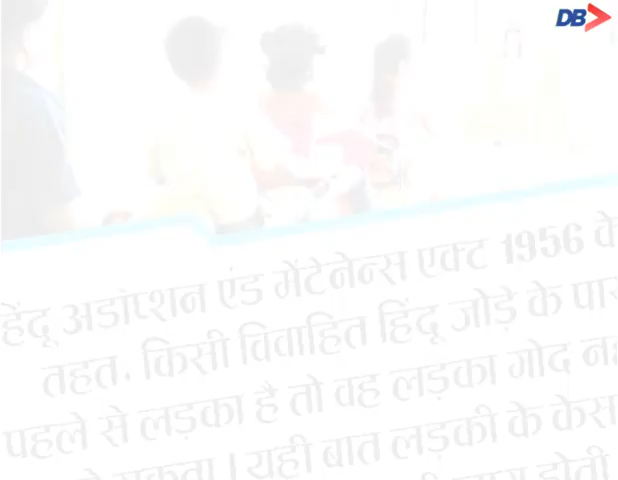 DB
हिंदू अडॉप्शन एंड मेंटेनेन्स एक्ट 1956 के
तहत, किसी विवाहित हिंदू जोड़े के पास
पहले से लड़का है तो वह लड़का गोद नहीं
सकता । यही बात लड़की के केस
होती